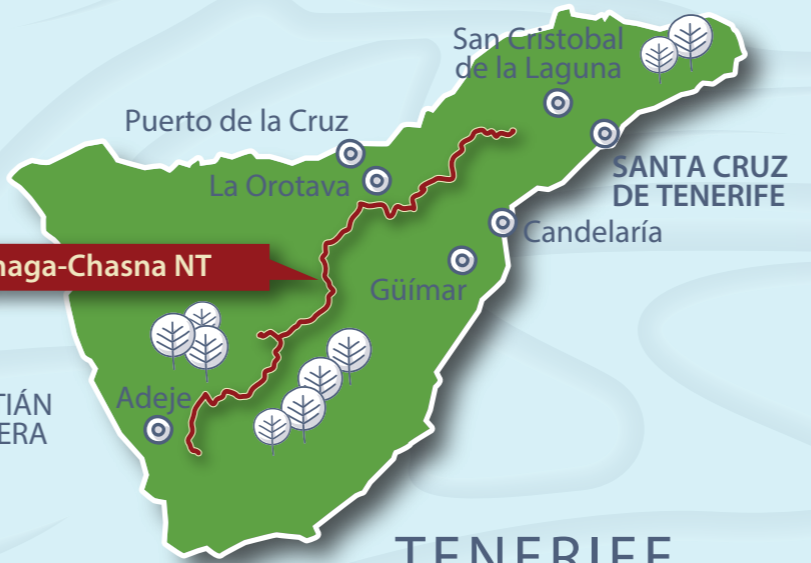 San Cristobal
de la Laguna
Puerto de la Cruz
La Orotava
SANTA CRUZ
DE TENERIFE
Candelaría
naga-Chasna NT
Güímar
Adeje
TIÁN
ERA
TENERIFE